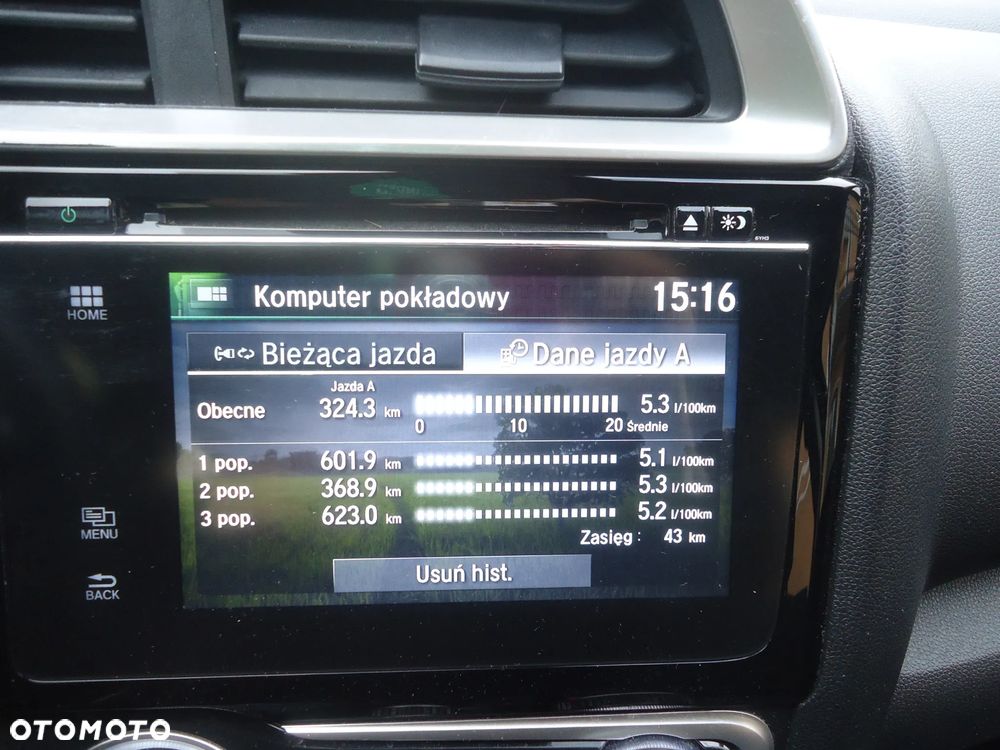 HOME
Komputer pokładowy 15:16
Bieżąca jazda Dane jazdy A
Jazda A
Obecne 324.3 km 5.3 l/100km
0 10 20 Średnie
1 pop. 601.9 km 5.1 l/100km
2 pop. 368.9 km 5.3 l/100km
3 pop. 623.0 km 5.2 l/100km
Zasięg : 43 km
MENU
Usuń hist.
BACK
OTOMOTO